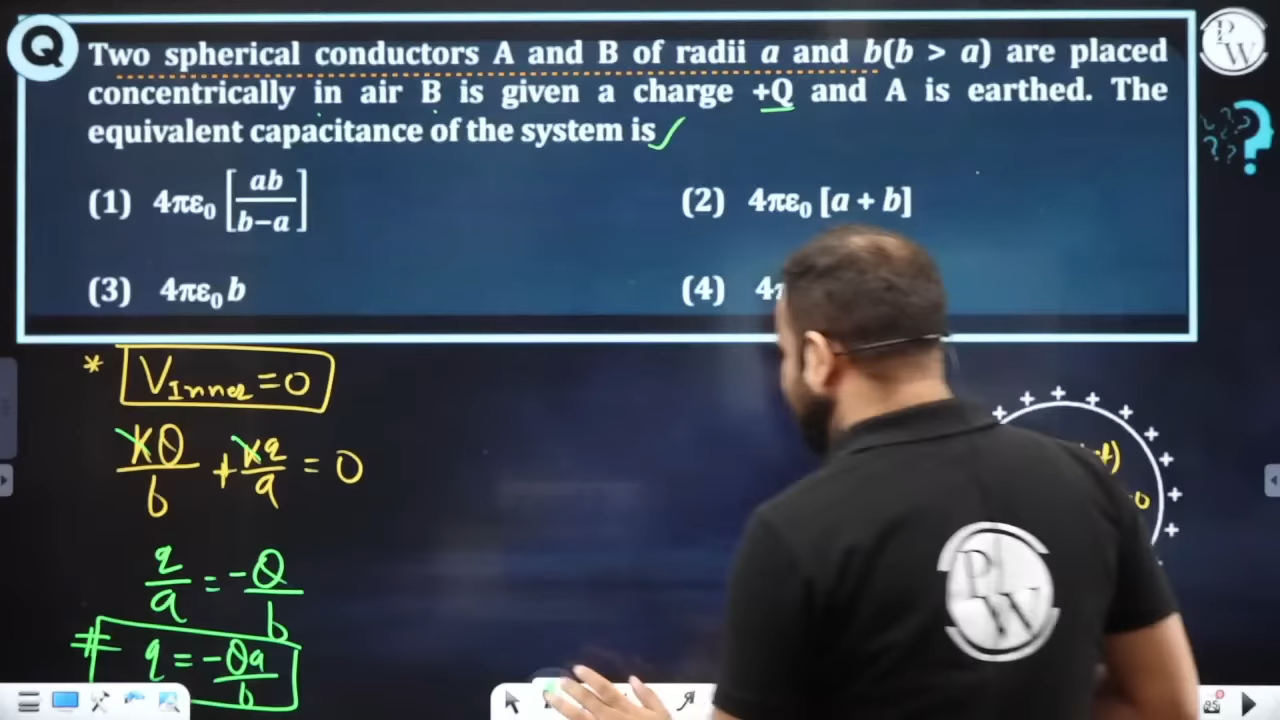 Q
Two spherical conductors A and B of radii a and b(b > a) are placed
concentrically in air B is given a charge +Q and A is earthed. The
equivalent capacitance of the system is
(1) 4πε₀ [ab/b−a]
(2) 4πε₀ [a + b]
(3) 4πε₀ b
(4)
* V_Inner = 0
KQ/b + Kq/a = 0
q/a = -Q/b
# q = -Qa/b
PW
PW